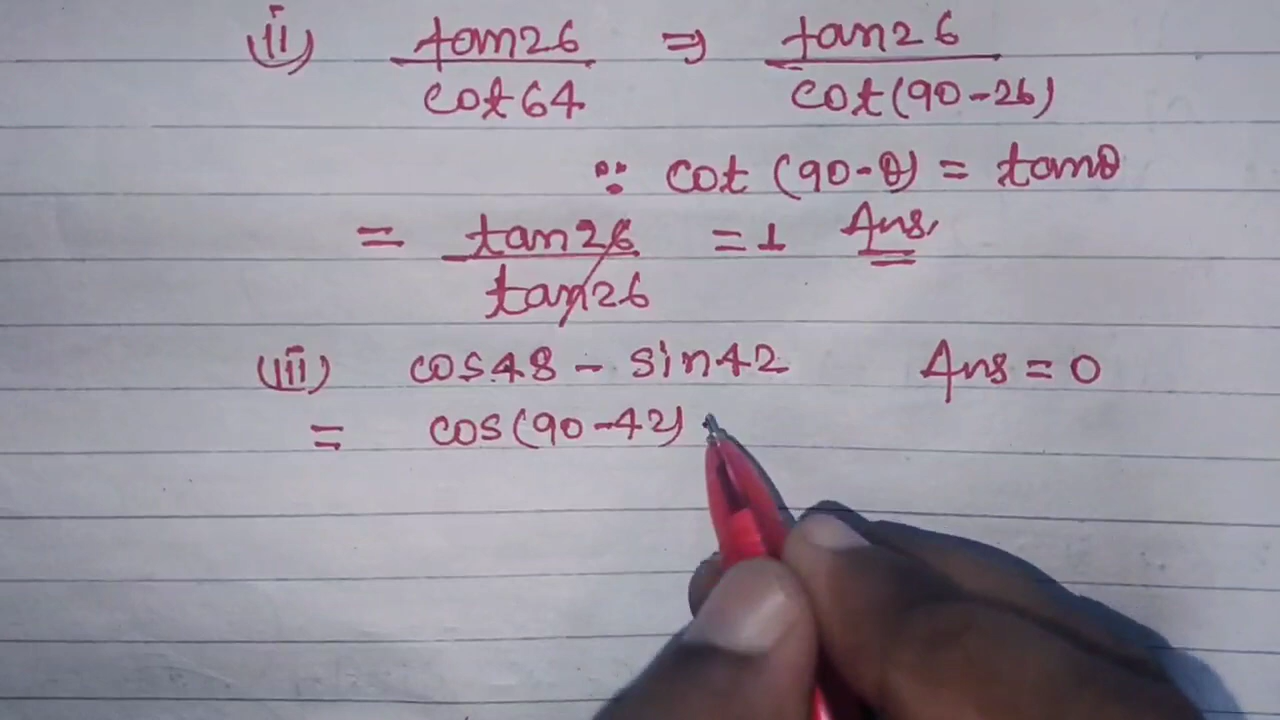 (ii) tan26/cot64 ⇒ tan26/cot(90-26)
∵ cot (90-θ) = tanθ
= tan26/tan26 = 1 Ans.
(iii) cos48 - sin42 Ans = 0
= cos(90-42)